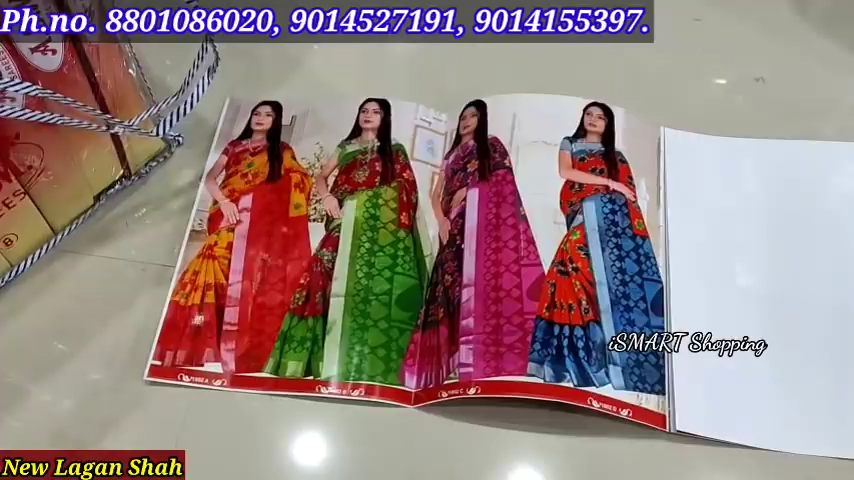 Ph.no. 8801086020, 9014527191, 9014155397.
iSMART Shopping
New Lagan Shah